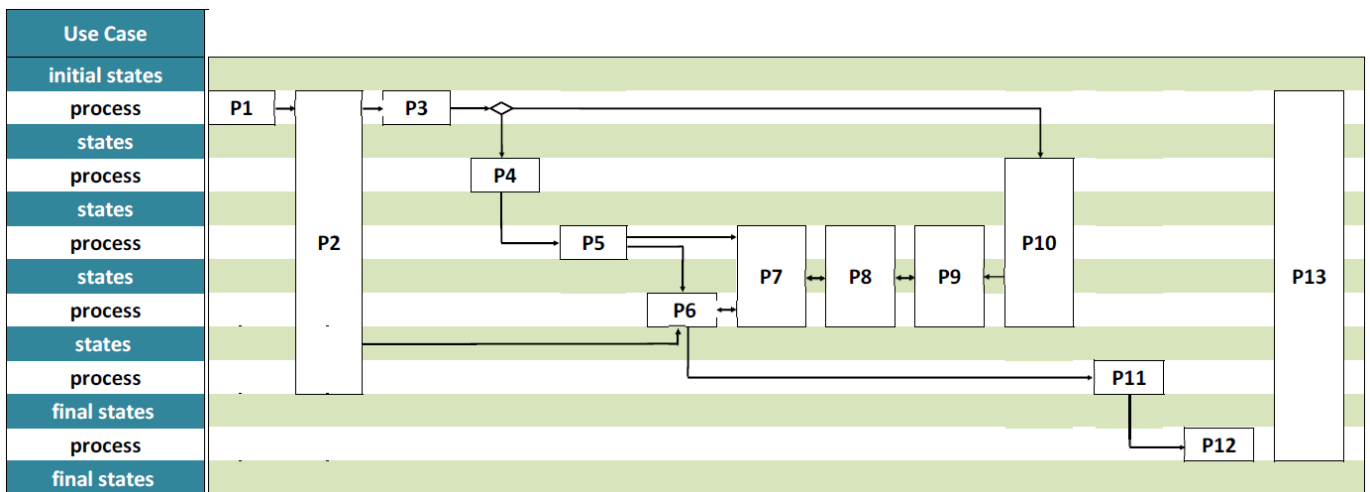 Use Case
initial states
process P1 P3
states
process P4
states
process P2 P5 P10
states P7 P8 P9 P13
process P6
states
process P11
final states
process P12
final states